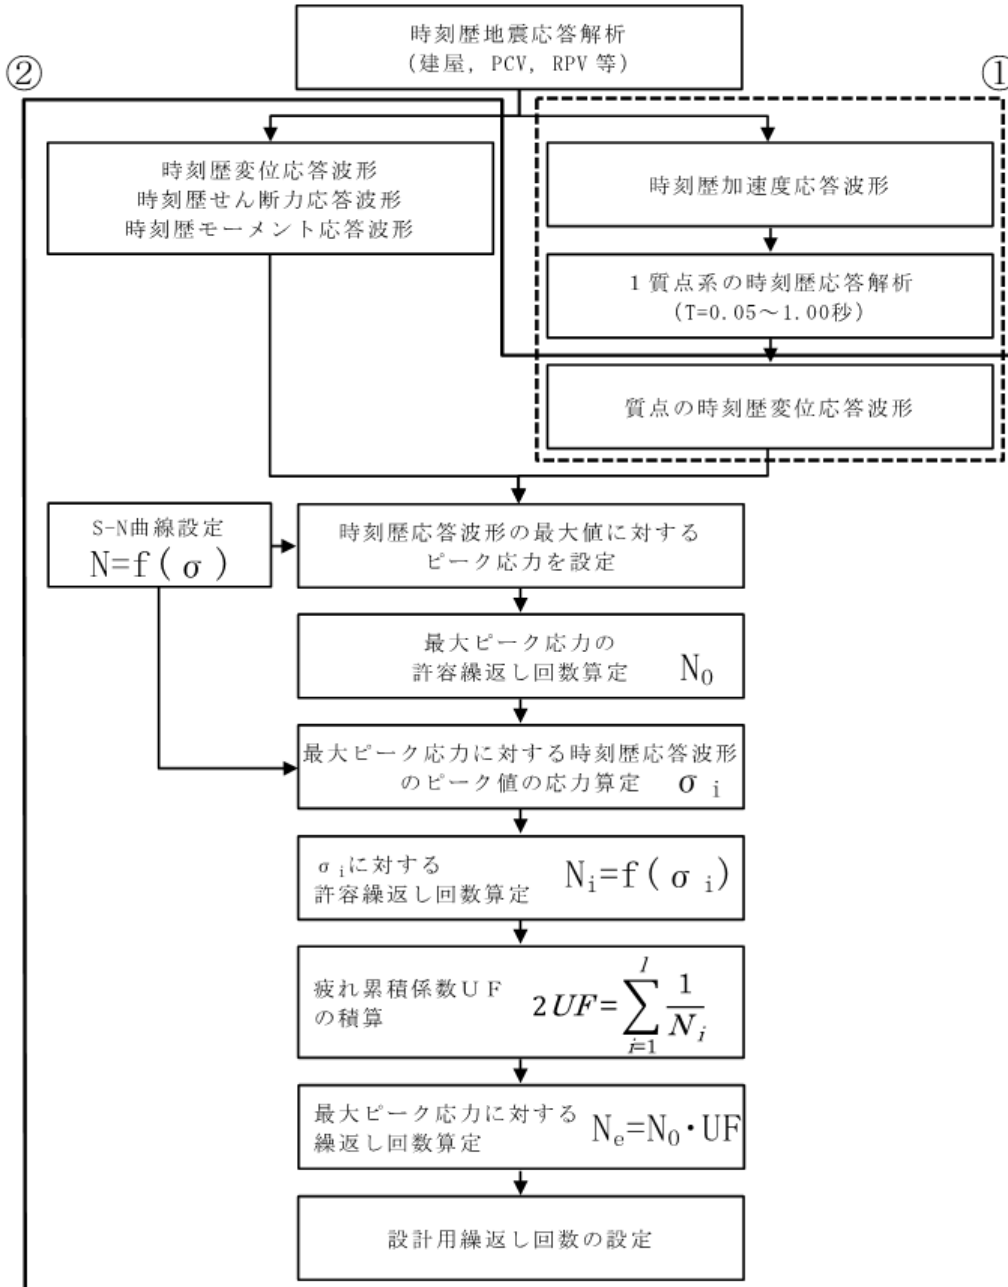 時刻歴地震応答解析
(建屋, PCV, RPV 等)
②
①
時刻歴変位応答波形
時刻歴せん断力応答波形
時刻歴モーメント応答波形
時刻歴加速度応答波形
1質点系の時刻歴応答解析
(T=0.05～1.00秒)
質点の時刻歴変位応答波形
S-N曲線設定
N=f(σ)
時刻歴応答波形の最大値に対する
ピーク応力を設定
最大ピーク応力の
許容繰返し回数算定 N₀
最大ピーク応力に対する時刻歴応答波形
のピーク値の応力算定 σi
σiに対する
許容繰返し回数算定 Ni=f(σi)
疲れ累積係数ＵＦ
の積算 2UF=∑_{i=1}^{I} 1/N_i
最大ピーク応力に対する
繰返し回数算定 Ne=N₀・UF
設計用繰返し回数の設定